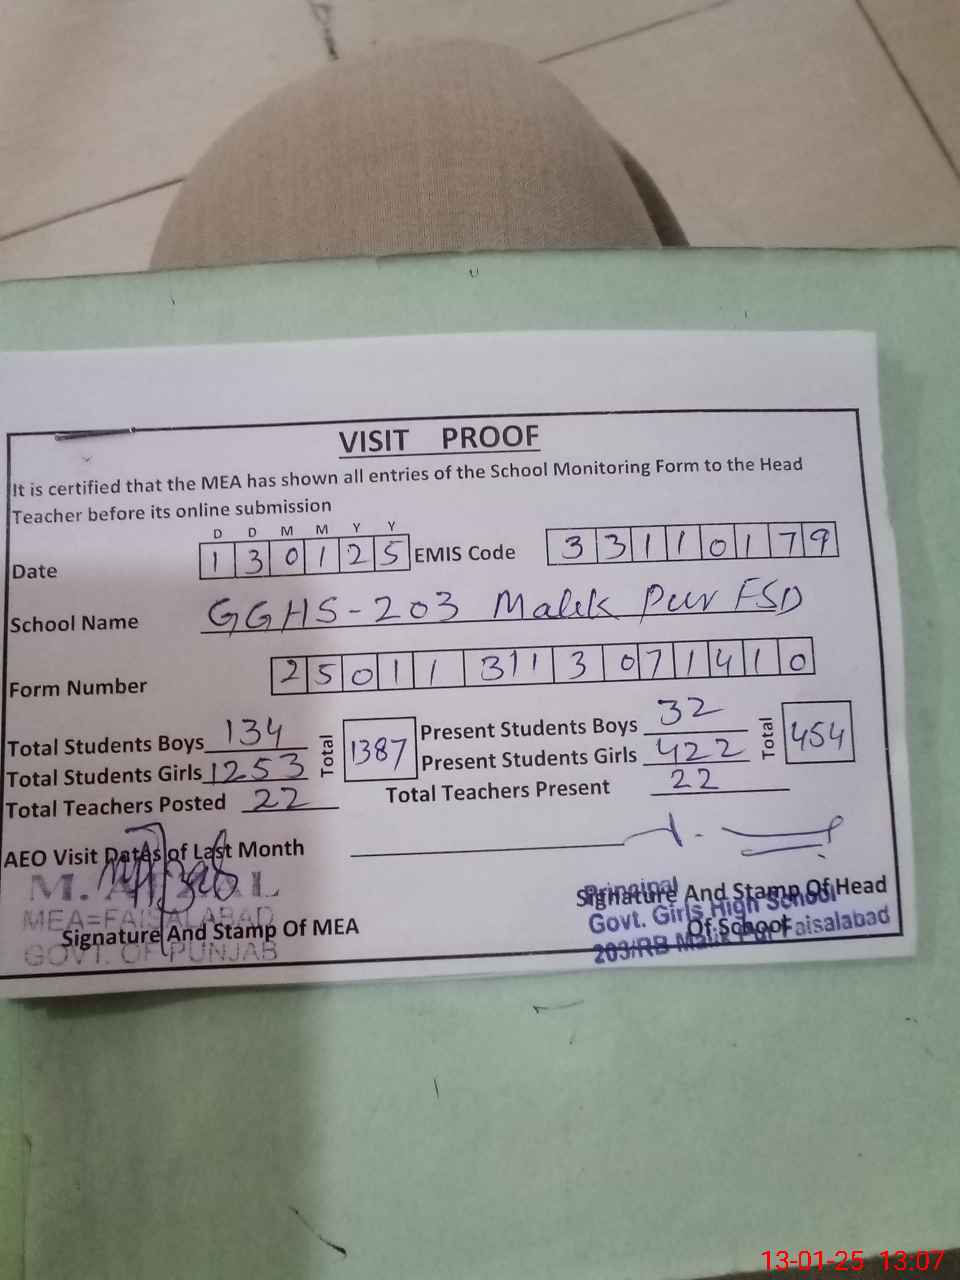 VISIT PROOF
It is certified that the MEA has shown all entries of the School Monitoring Form to the Head
Teacher before its online submission
D D M M Y Y
Date 1 3 0 1 2 5 EMIS Code 3 3 1 1 0 1 7 9
School Name GGHS-203 Malik Pur FSD
Form Number 2 5 0 1 1 311 3 0 7 1 4 1 0
Total Students Boys 134 Total 1387 Present Students Boys 32 Total 454
Total Students Girls 1253 Present Students Girls 422
Total Teachers Posted 22 Total Teachers Present 22
AEO Visit Dates of Last Month
MEA=FAISALABAD
Signature And Stamp Of MEA
GOVT. OF PUNJAB
Signature And Stamp Of Head
Of School
Principal
Govt. Girls High School
203/RB Malik Pur Faisalabad
13-01-25 13:07